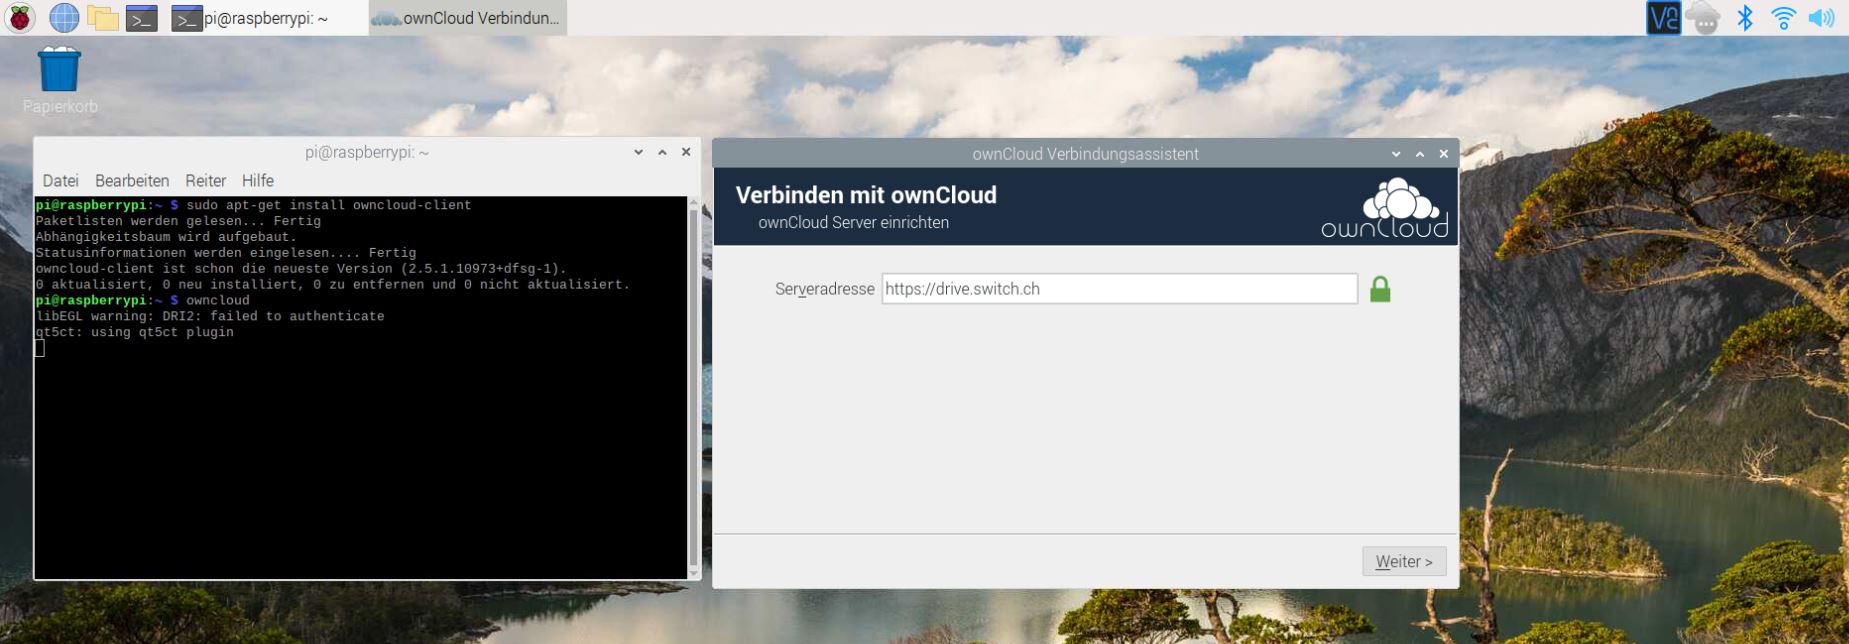 pi@raspberrypi: ~
ownCloud Verbindun...
Papierkorb
pi@raspberrypi: ~
Datei Bearbeiten Reiter Hilfe
pi@raspberrypi:~ $ sudo apt-get install owncloud-client
Paketlisten werden gelesen... Fertig
Abhängigkeitsbaum wird aufgebaut.
Statusinformationen werden eingelesen.... Fertig
owncloud-client ist schon die neueste Version (2.5.1.10973+dfsg-1).
0 aktualisiert, 0 neu installiert, 0 zu entfernen und 0 nicht aktualisiert.
pi@raspberrypi:~ $ owncloud
libEGL warning: DRI2: failed to authenticate
qt5ct: using qt5ct plugin
ownCloud Verbindungsassistent
Verbinden mit ownCloud
ownCloud Server einrichten
ownCloud
Serveradresse https://drive.switch.ch
Weiter >